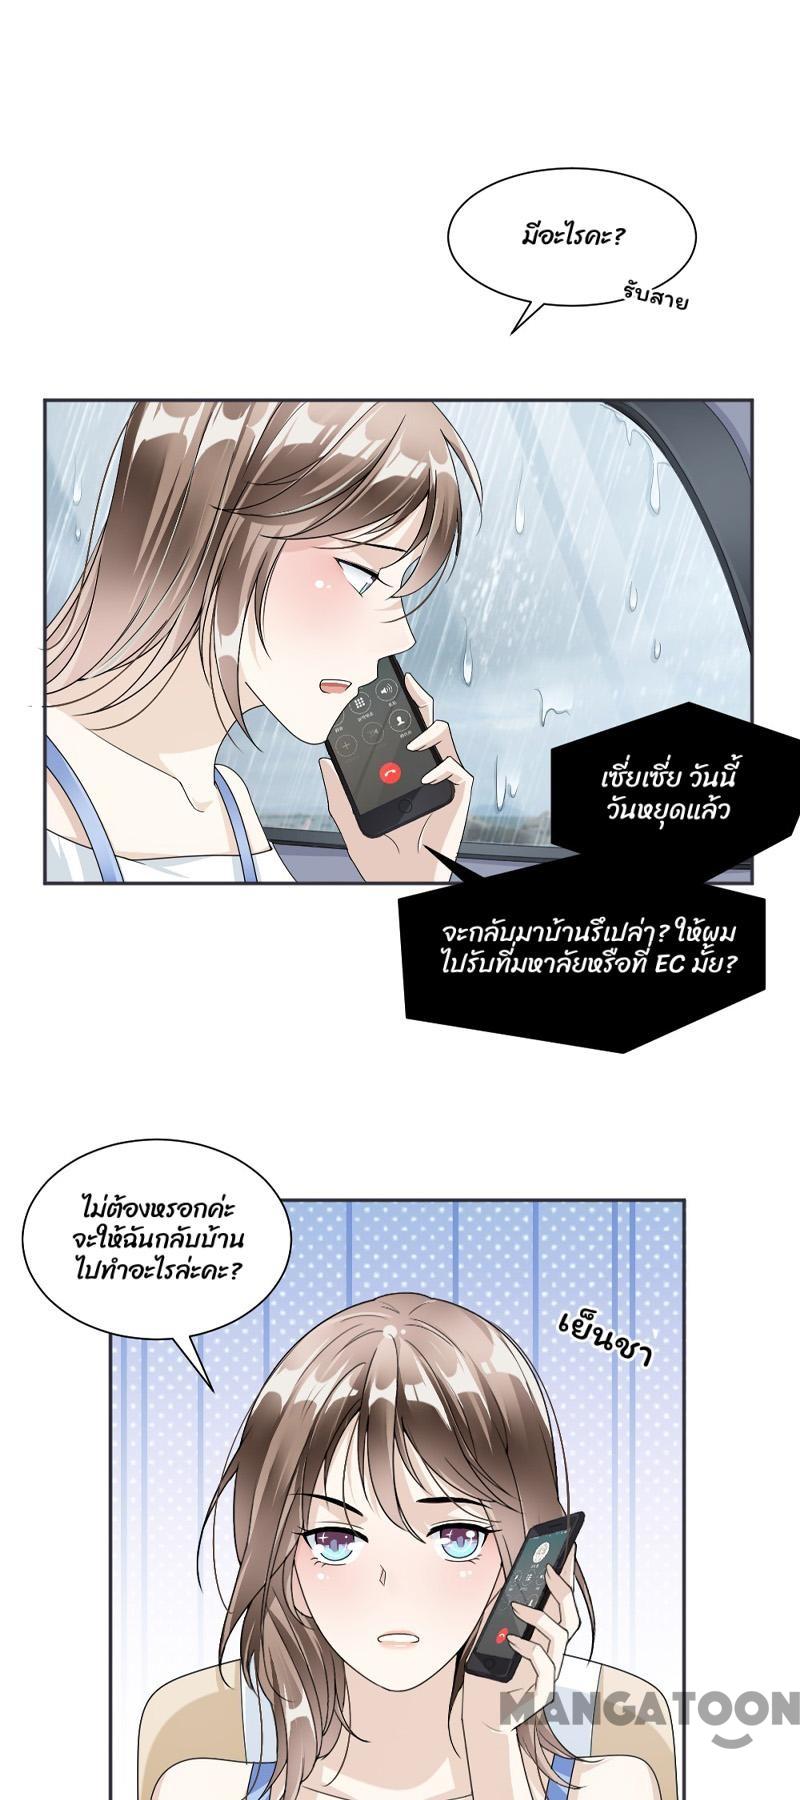 มีอะไรคะ?
รับสาย
เซี่ยเซี่ย วันนี้
วันหยุดแล้ว
จะกลับมาบ้านรึเปล่า? ให้ผม
ไปรับที่มหาลัยหรือที่ EC มั้ย?
ไม่ต้องหรอกค่ะ
จะให้ฉันกลับบ้าน
ไปทำอะไรล่ะคะ?
เย็นชา
MANGATOON